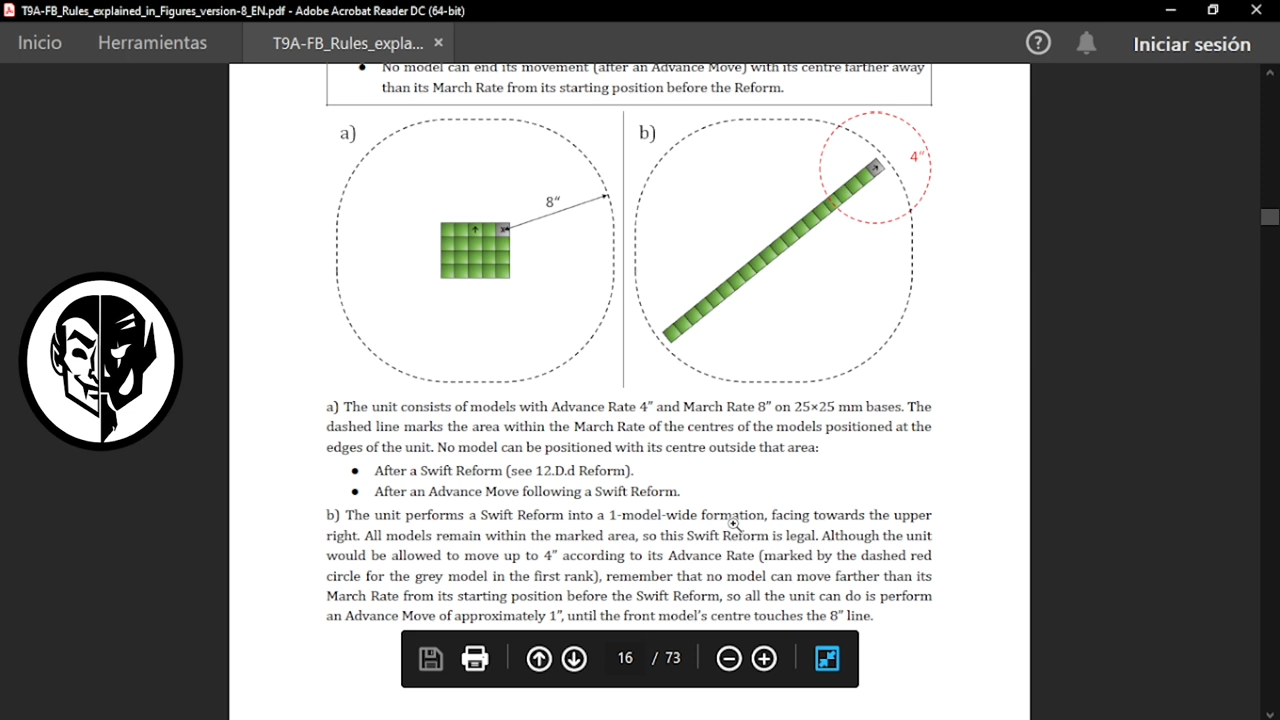 T9A-FB_Rules_explained_in_Figures_version-8_EN.pdf - Adobe Acrobat Reader DC (64-bit)
Inicio Herramientas T9A-FB_Rules_expla... × Iniciar sesión
• No model can end its movement (after an Advance Move) with its centre farther away
than its March Rate from its starting position before the Reform.
a) b)
4”
8”
a) The unit consists of models with Advance Rate 4” and March Rate 8” on 25×25 mm bases. The
dashed line marks the area within the March Rate of the centres of the models positioned at the
edges of the unit. No model can be positioned with its centre outside that area:
• After a Swift Reform (see 12.D.d Reform).
• After an Advance Move following a Swift Reform.
b) The unit performs a Swift Reform into a 1-model-wide formation, facing towards the upper
right. All models remain within the marked area, so this Swift Reform is legal. Although the unit
would be allowed to move up to 4” according to its Advance Rate (marked by the dashed red
circle for the grey model in the first rank), remember that no model can move farther than its
March Rate from its starting position before the Swift Reform, so all the unit can do is perform
an Advance Move of approximately 1”, until the front model’s centre touches the 8” line.
16 / 73